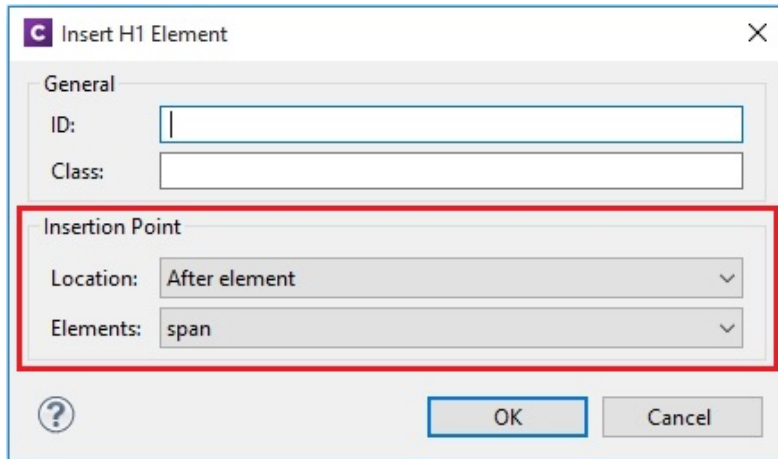 C Insert H1 Element
General
ID:
Class:
Insertion Point
Location: After element
Elements: span
? OK Cancel